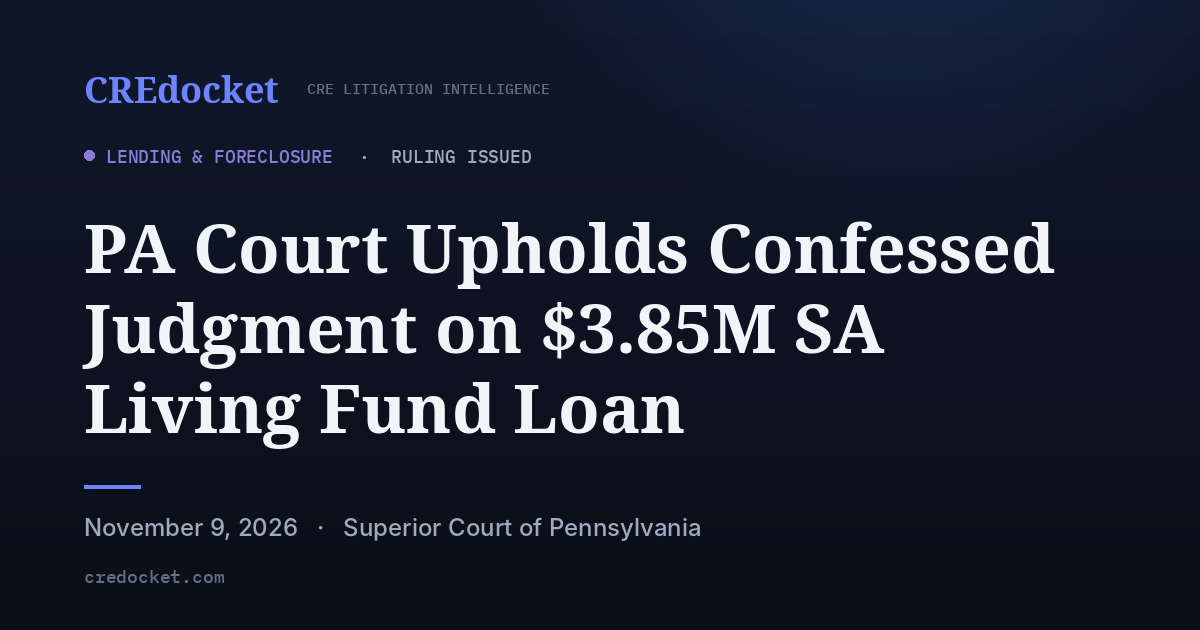 CREdocket CRE LITIGATION INTELLIGENCE
LENDING & FORECLOSURE · RULING ISSUED
PA Court Upholds Confessed
Judgment on $3.85M SA
Living Fund Loan
November 9, 2026 · Superior Court of Pennsylvania
credocket.com